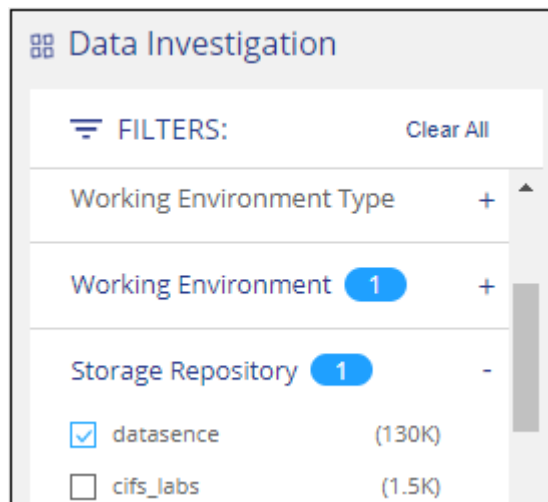 Data Investigation
FILTERS: Clear All
Working Environment Type +
Working Environment 1 +
Storage Repository 1 -
datasence (130K)
cifs_labs (1.5K)